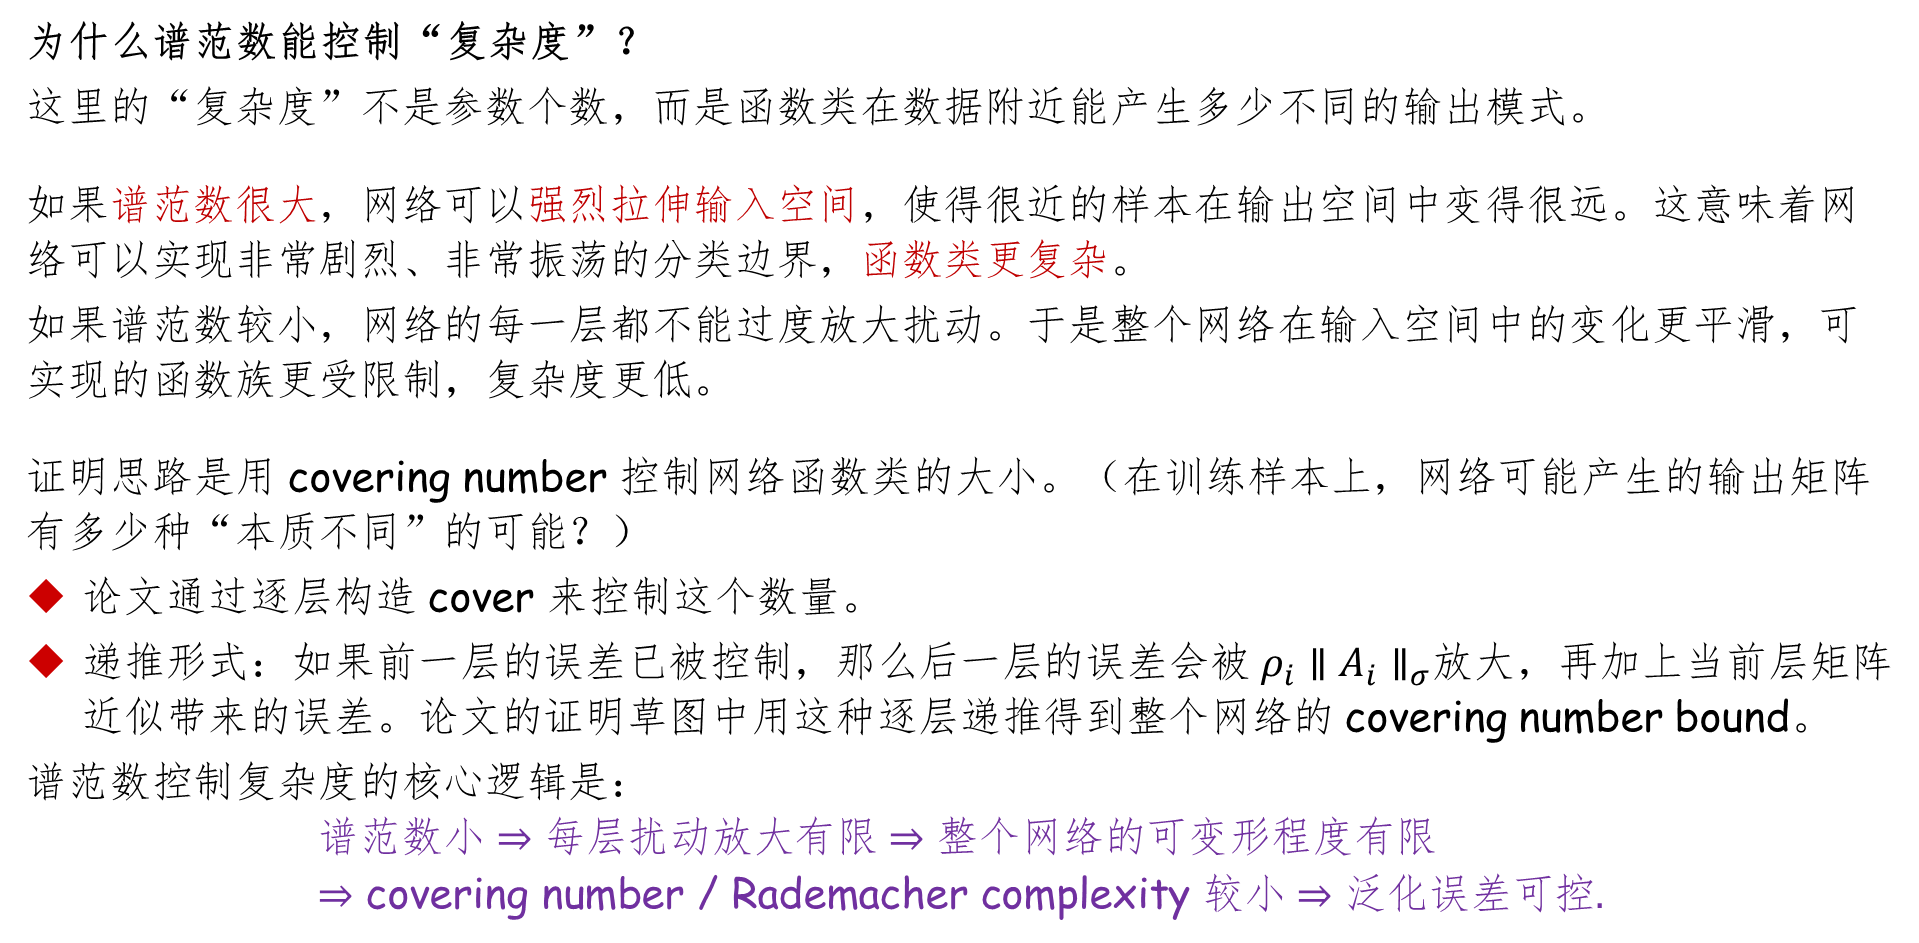 为什么谱范数能控制“复杂度”？
这里的“复杂度”不是参数个数，而是函数类在数据附近能产生多少不同的输出模式。
如果谱范数很大，网络可以强烈拉伸输入空间，使得很近的样本在输出空间中变得很远。这意味着网
络可以实现非常剧烈、非常振荡的分类边界，函数类更复杂。
如果谱范数较小，网络的每一层都不能过度放大扰动。于是整个网络在输入空间中的变化更平滑，可
实现的函数族更受限制，复杂度更低。
证明思路是用 covering number 控制网络函数类的大小。（在训练样本上，网络可能产生的输出矩阵
有多少种“本质不同”的可能？）
◆ 论文通过逐层构造 cover 来控制这个数量。
◆ 递推形式：如果前一层的误差已被控制，那么后一层的误差会被 ρᵢ ∥ Aᵢ ∥σ放大，再加上当前层矩阵
近似带来的误差。论文的证明草图中用这种逐层递推得到整个网络的 covering number bound。
谱范数控制复杂度的核心逻辑是：
谱范数小 ⇒ 每层扰动放大有限 ⇒ 整个网络的可变形程度有限
⇒ covering number / Rademacher complexity 较小 ⇒ 泛化误差可控.